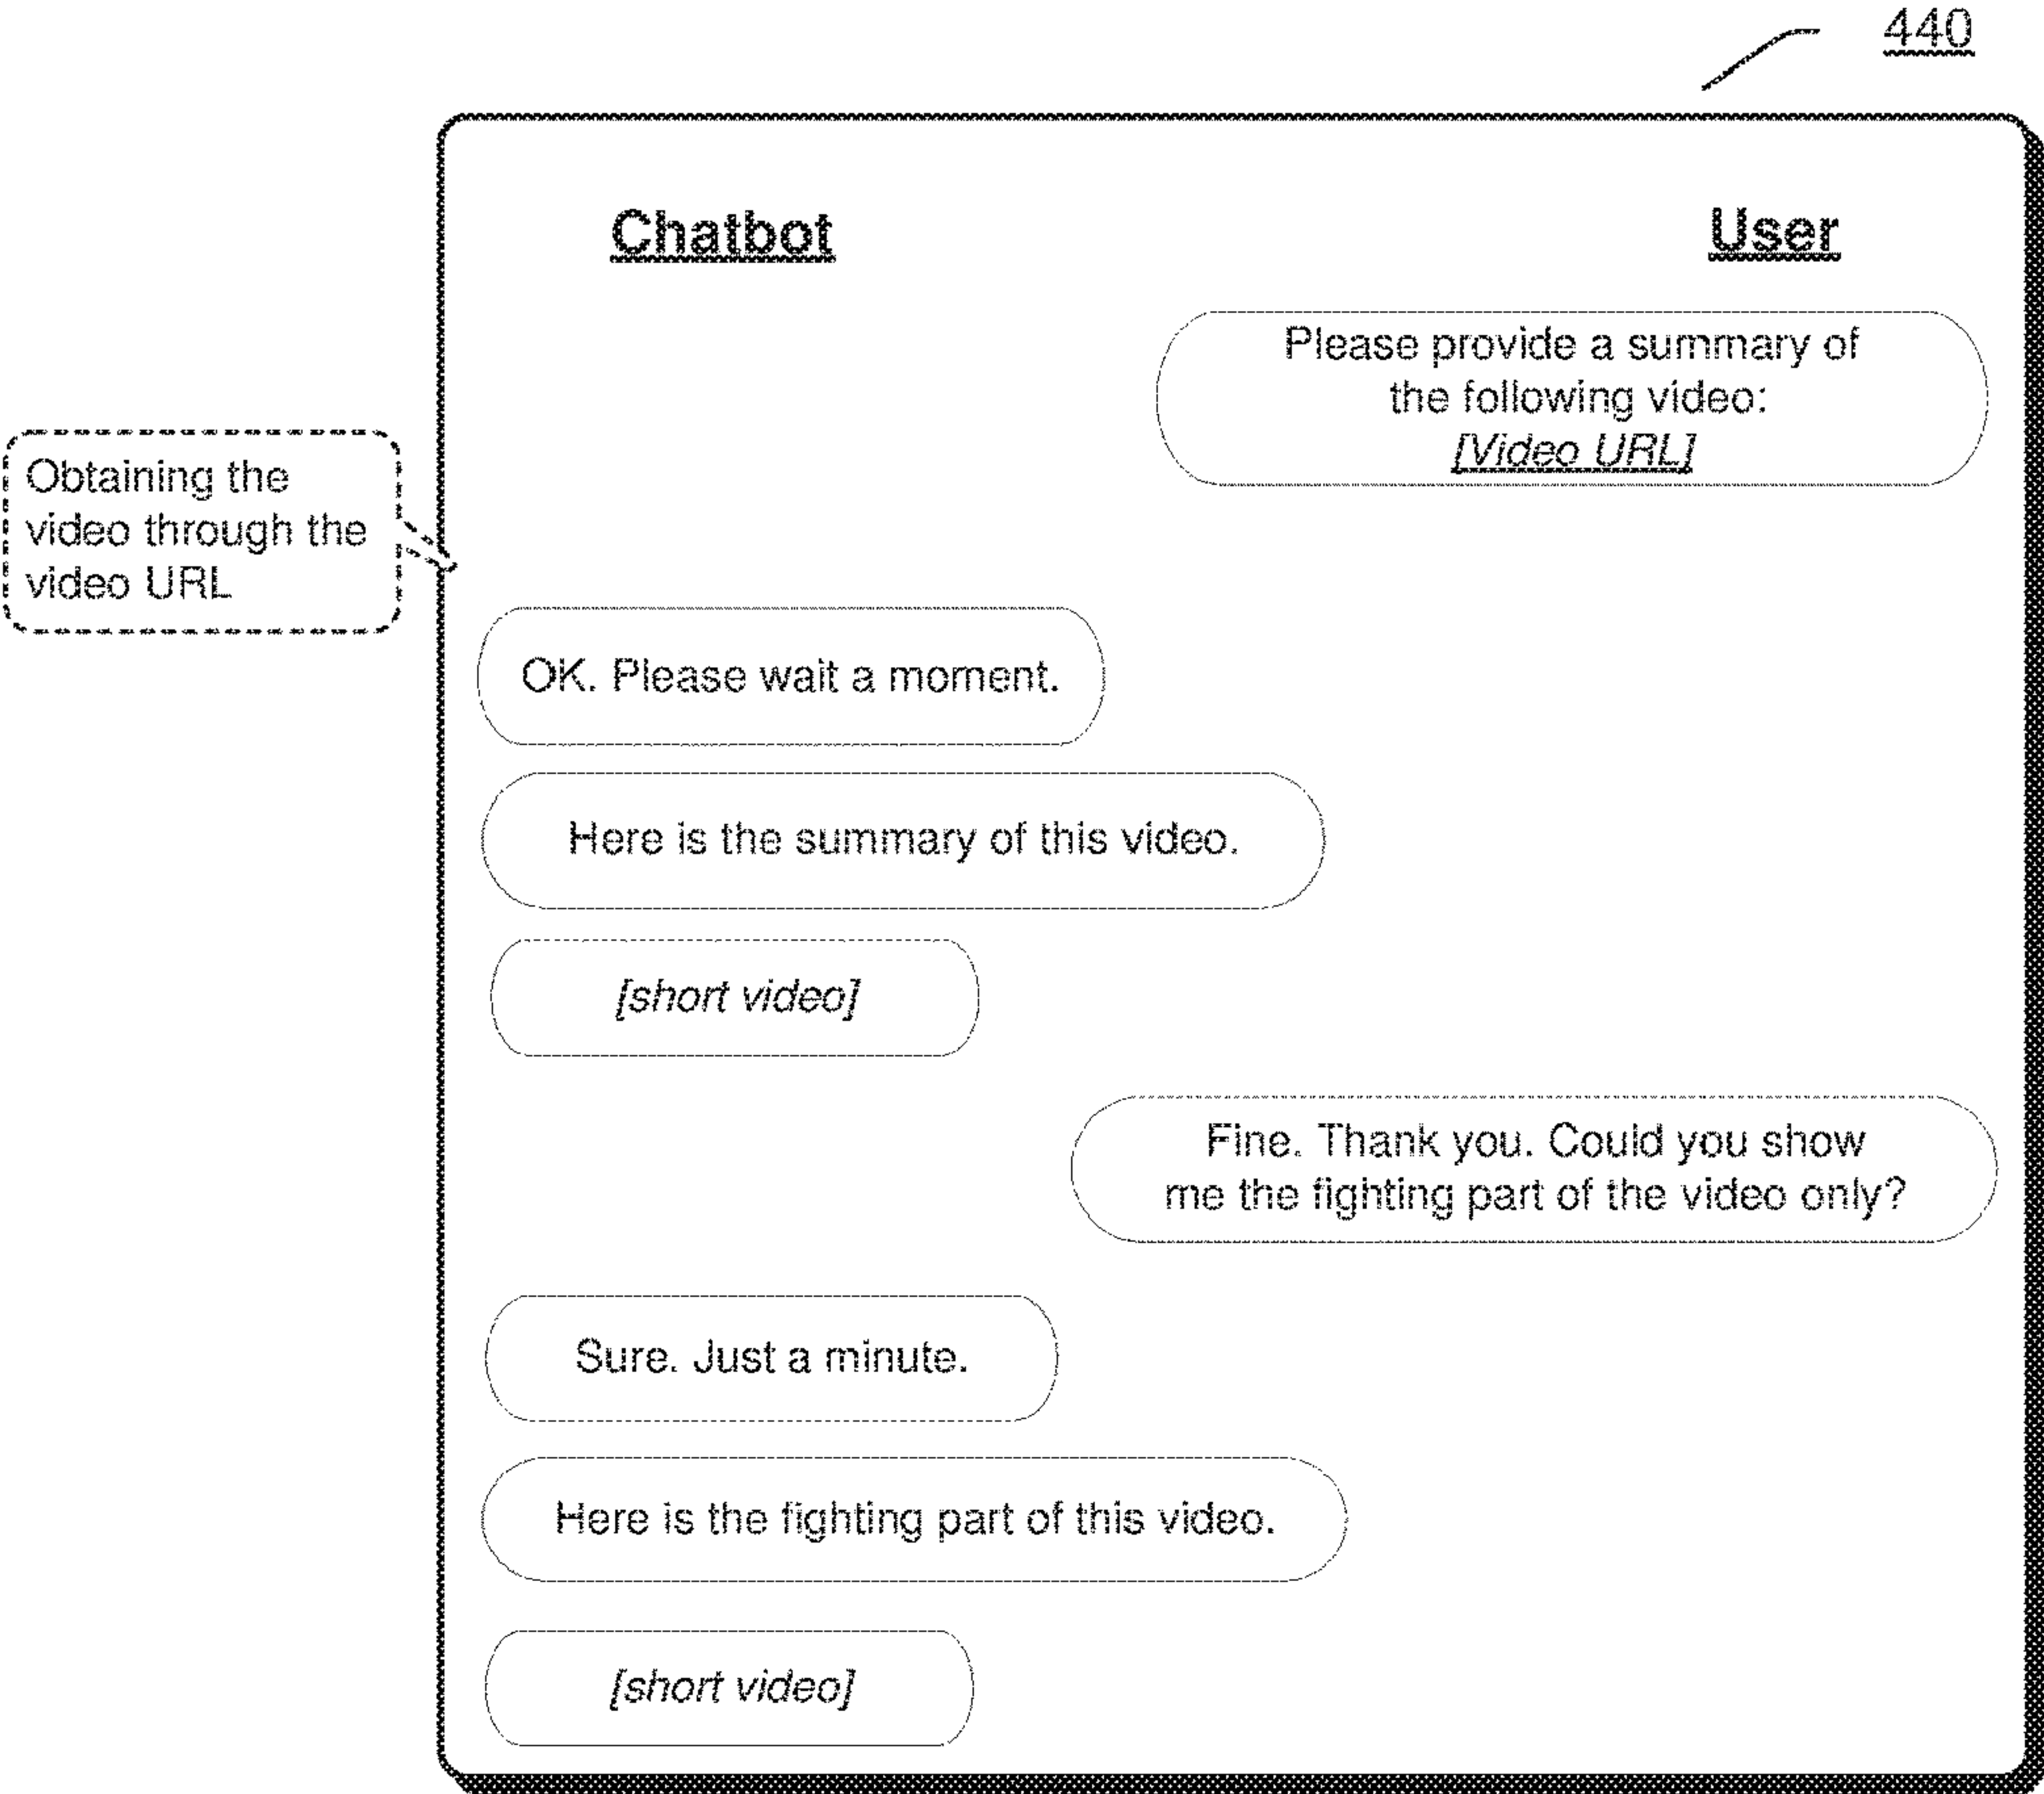 440
Chatbot
User
Please provide a summary of
the following video:
[Video URL]
Obtaining the
video through the
video URL
OK. Please wait a moment.
Here is the summary of this video.
[short video]
Fine. Thank you. Could you show
me the fighting part of the video only?
Sure. Just a minute.
Here is the fighting part of this video.
[short video]